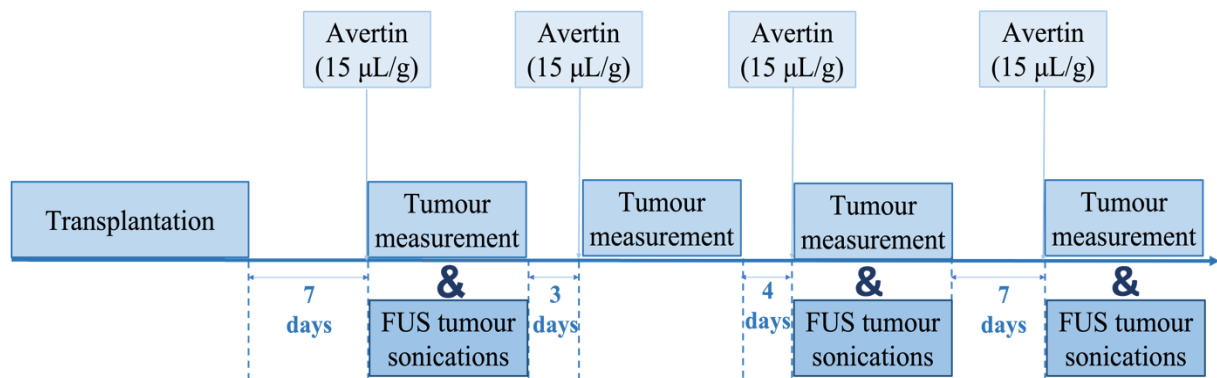 Avertin
(15 μL/g)
Avertin
(15 μL/g)
Avertin
(15 μL/g)
Avertin
(15 μL/g)
Transplantation
Tumour
measurement
Tumour
measurement
Tumour
measurement
Tumour
measurement
7
days
&
FUS tumour
sonications
3
days
4
days
&
FUS tumour
sonications
7
days
&
FUS tumour
sonications